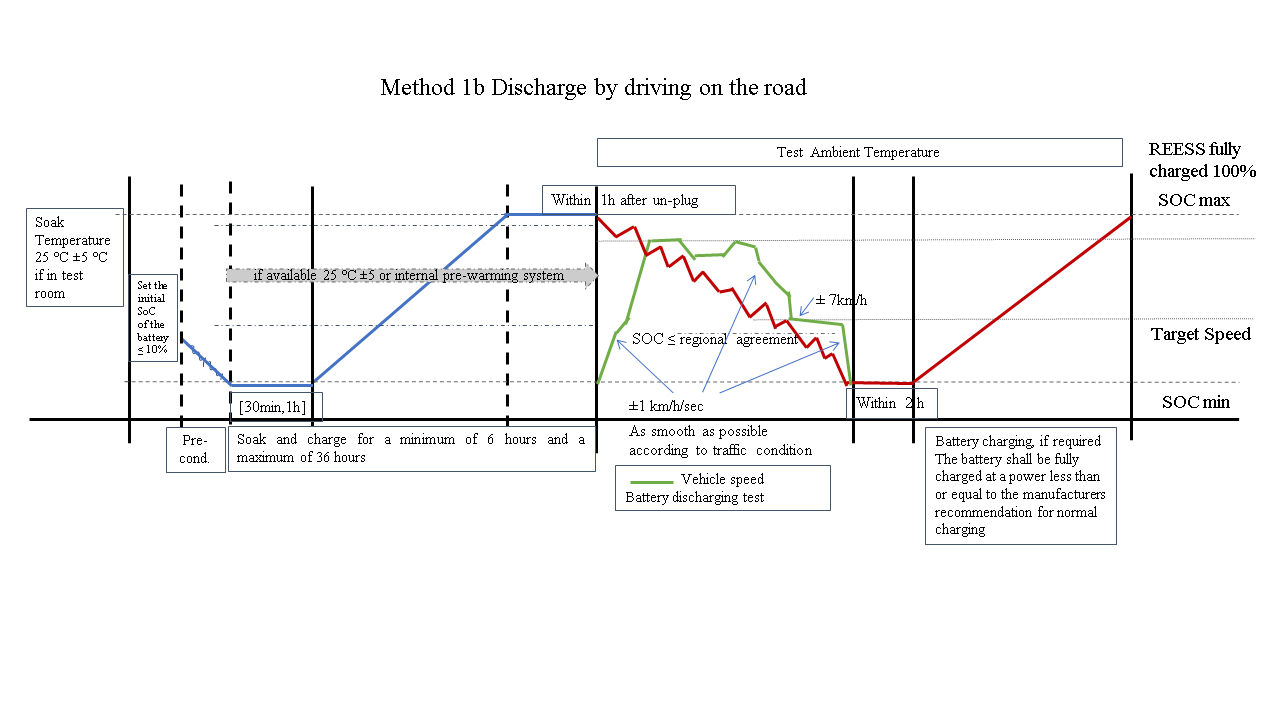 Method 1b Discharge by driving on the road
Test Ambient Temperature
REESS fully
charged 100%
SOC max
Within 1h after un-plug
Soak
Temperature
25 ℃ ±5 ℃
if in test
room
if available 25 ℃ ±5 or internal pre-warming system
Set the
initial
SoC
of the
battery
≤ 10%
± 7km/h
SOC ≤ regional agreement
Target Speed
[30min,1h]
±1 km/h/sec
Within 2 h
SOC min
As smooth as possible
according to traffic condition
Pre-
cond.
Soak and charge for a minimum of 6 hours and a
maximum of 36 hours
Vehicle speed
Battery discharging test
Battery charging, if required
The battery shall be fully
charged at a power less than
or equal to the manufacturers
recommendation for normal
charging